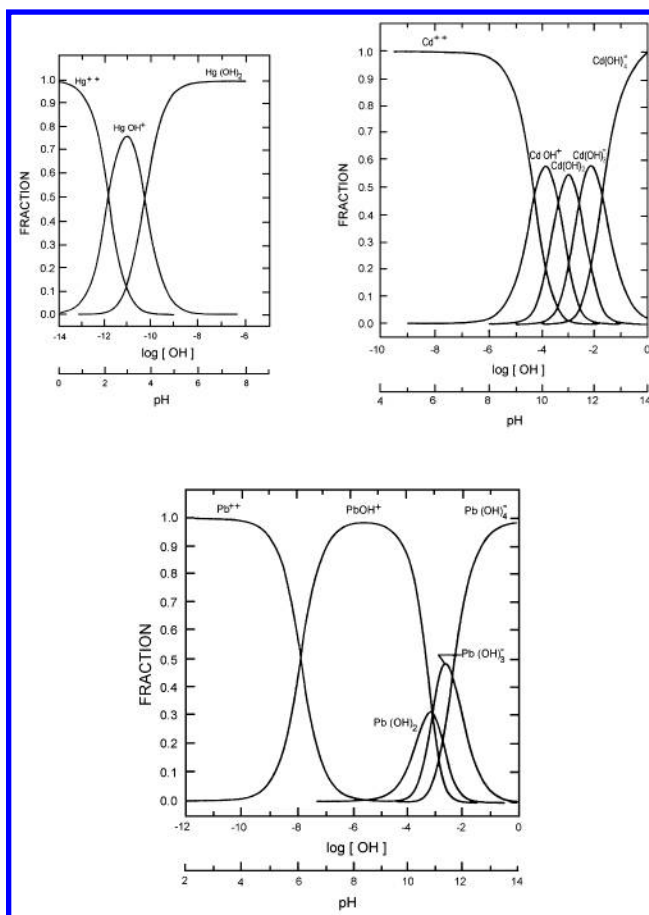 Hg++
Hg (OH)2
Hg OH+
1.0
0.9
0.8
0.7
0.6
0.5
0.4
0.3
0.2
0.1
0.0
FRACTION
-14 -12 -10 -8 -6
log [ OH ]
0 2 4 6 8
pH
Cd++
Cd(OH)4=
Cd OH+
Cd(OH)2
Cd(OH)3-
1.0
0.9
0.8
0.7
0.6
0.5
0.4
0.3
0.2
0.1
0.0
FRACTION
-10 -8 -6 -4 -2 0
log [ OH ]
4 6 8 10 12 14
pH
Pb++
PbOH+
Pb (OH)4=
Pb (OH)3-
Pb (OH)2
1.0
0.9
0.8
0.7
0.6
0.5
0.4
0.3
0.2
0.1
0.0
FRACTION
-12 -10 -8 -6 -4 -2 0
log [ OH ]
2 4 6 8 10 12 14
pH